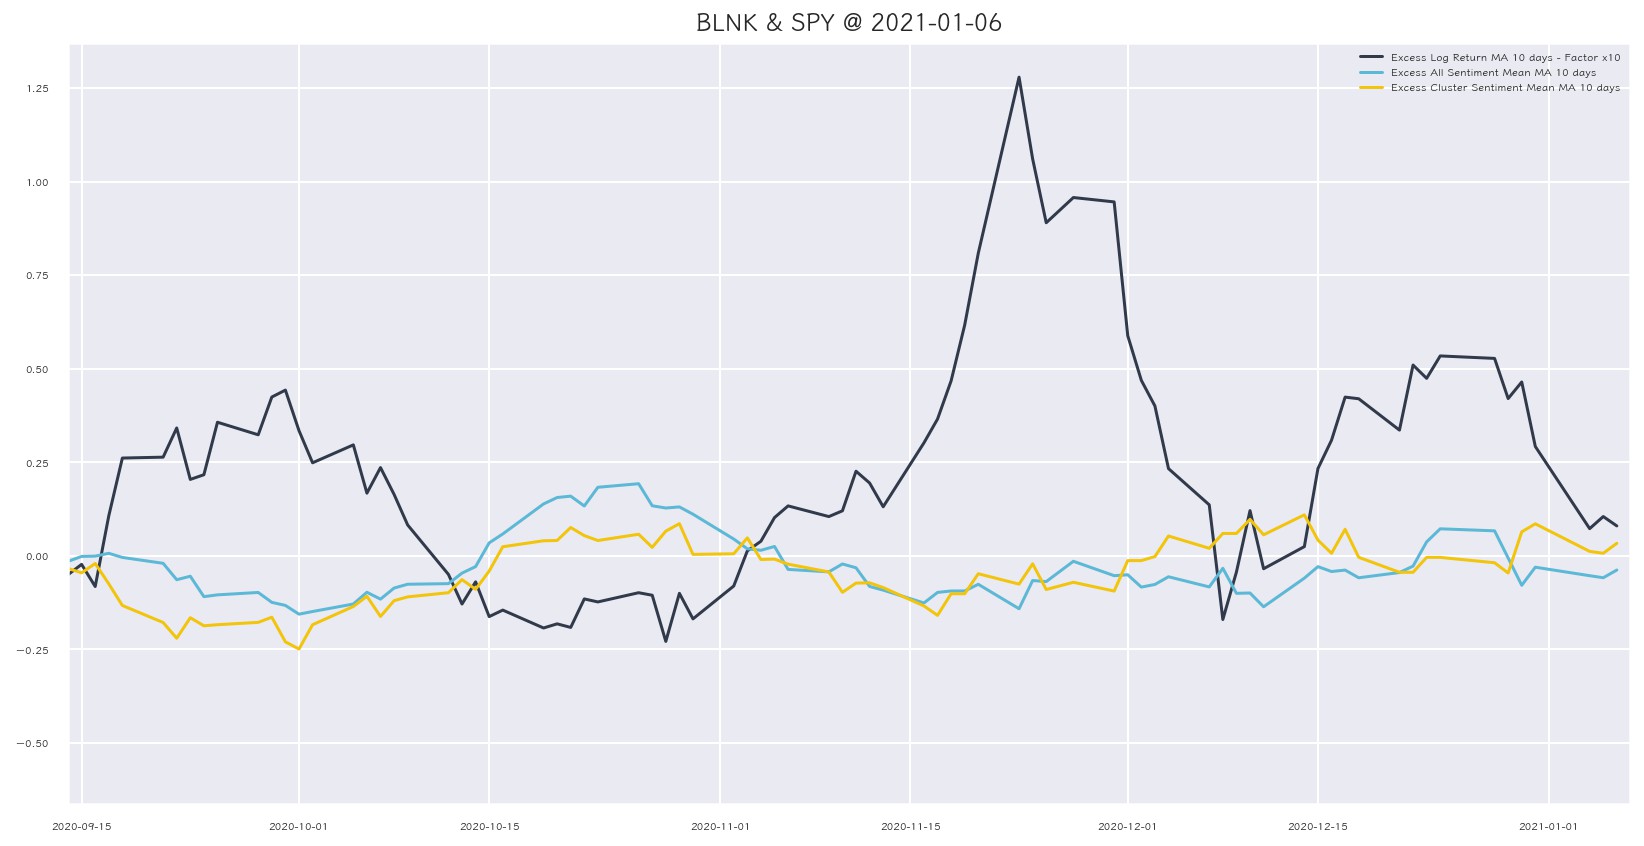 BLNK & SPY @ 2021-01-06
Excess Log Return MA 10 days - Factor x10
Excess All Sentiment Mean MA 10 days
Excess Cluster Sentiment Mean MA 10 days
1.25
1.00
0.75
0.50
0.25
0.00
−0.25
−0.50
2020-09-15 2020-10-01 2020-10-15 2020-11-01 2020-11-15 2020-12-01 2020-12-15 2021-01-01